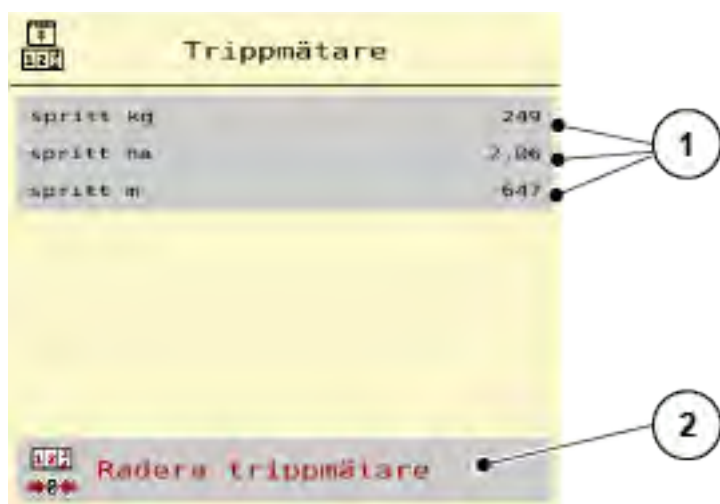 Trippmätare
spritt kg 249
spritt ha 2,06
spritt m 647
1
2
Radera trippmätare